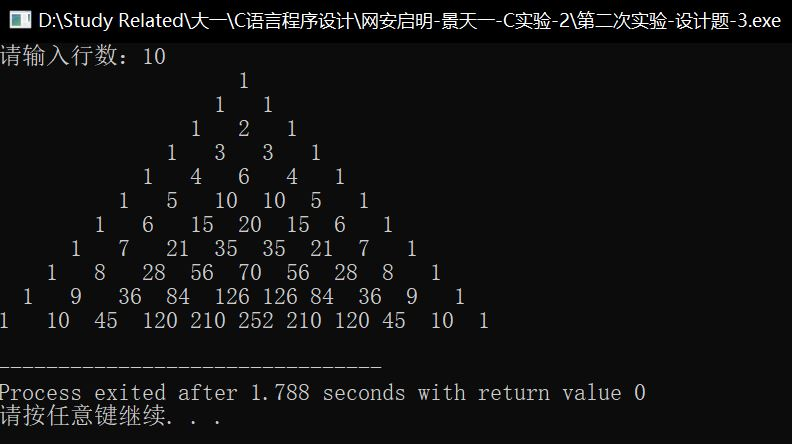 D:\Study Related\大一\C语言程序设计\网安启明-景天一-C实验-2\第二次实验-设计题-3.exe
请输入行数：10
1
1 1
1 2 1
1 3 3 1
1 4 6 4 1
1 5 10 10 5 1
1 6 15 20 15 6 1
1 7 21 35 35 21 7 1
1 8 28 56 70 56 28 8 1
1 9 36 84 126 126 84 36 9 1
1 10 45 120 210 252 210 120 45 10 1
--------------------------------
Process exited after 1.788 seconds with return value 0
请按任意键继续. . .